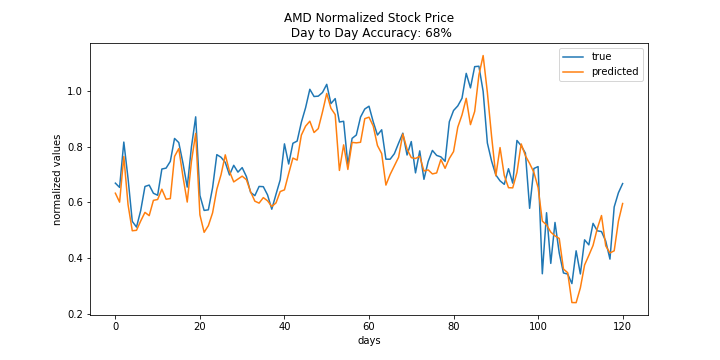 AMD Normalized Stock Price
Day to Day Accuracy: 68%
true
predicted
normalized values
1.0
0.8
0.6
0.4
0.2
0
20
40
60
80
100
120
days